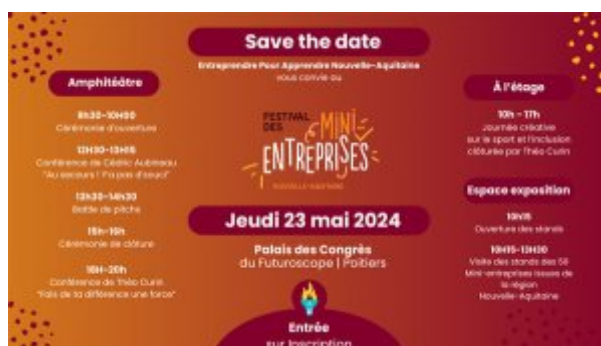 Save the date
Entreprendre Pour Apprendre Nouvelle-Aquitaine
vous convie au
FESTIVAL
DES MINI
ENTREPRISES
NOUVELLE-AQUITAINE
Jeudi 23 mai 2024
Palais des Congrès
du Futuroscope | Poitiers
Entrée
sur Inscription
Amphitéâtre
9h30-10H00
Cérémonie d'ouverture
12H30-13H15
Conférence de Cédric Aubineau
"Au secours ! T'a pas d'souci"
13h30-14h30
Battle de pitchs
15h-16h
Cérémonie de clôture
18H-20h
Conférence de Théo Curin
"Fais de ta différence une force"
À l'étage
10h - 17h
Journée créative
sur le sport et l'inclusion
clôturée par Théo Curin
Espace exposition
10H15
Ouverture des stands
10H15-13H30
Visite des stands des 50
Mini-entreprises issues de
la région
Nouvelle-Aquitaine